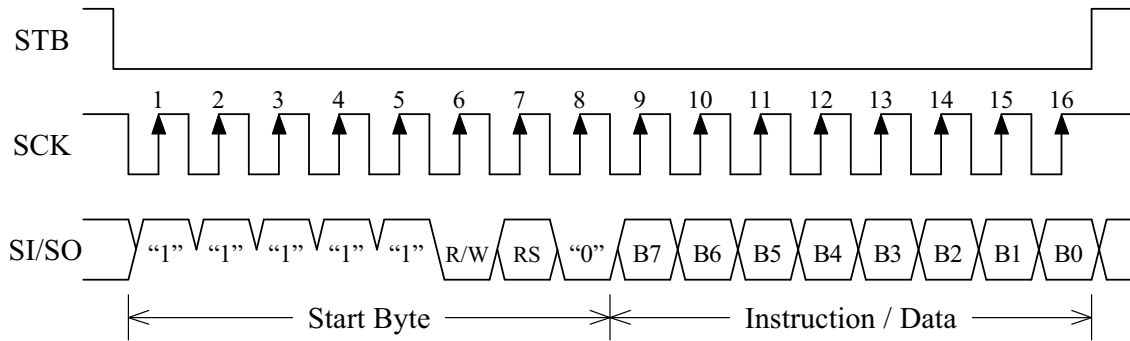 STB
1 2 3 4 5 6 7 8 9 10 11 12 13 14 15 16
SCK
SI/SO “1” “1” “1” “1” “1” R/W RS “0” B7 B6 B5 B4 B3 B2 B1 B0
Start Byte Instruction / Data